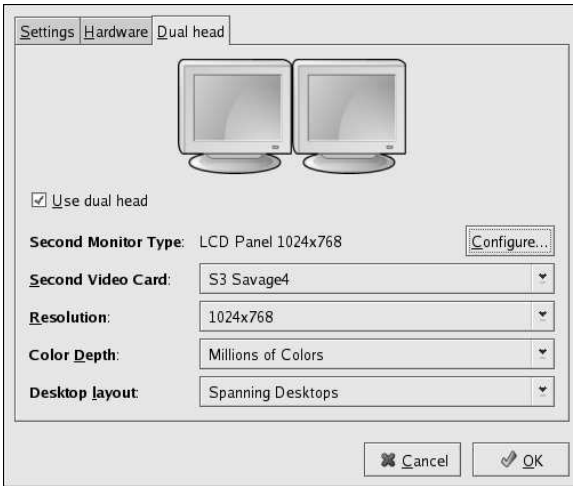 Settings Hardware Dual head
Use dual head
Second Monitor Type: LCD Panel 1024x768 Configure...
Second Video Card: S3 Savage4
Resolution: 1024x768
Color Depth: Millions of Colors
Desktop layout: Spanning Desktops
Cancel OK